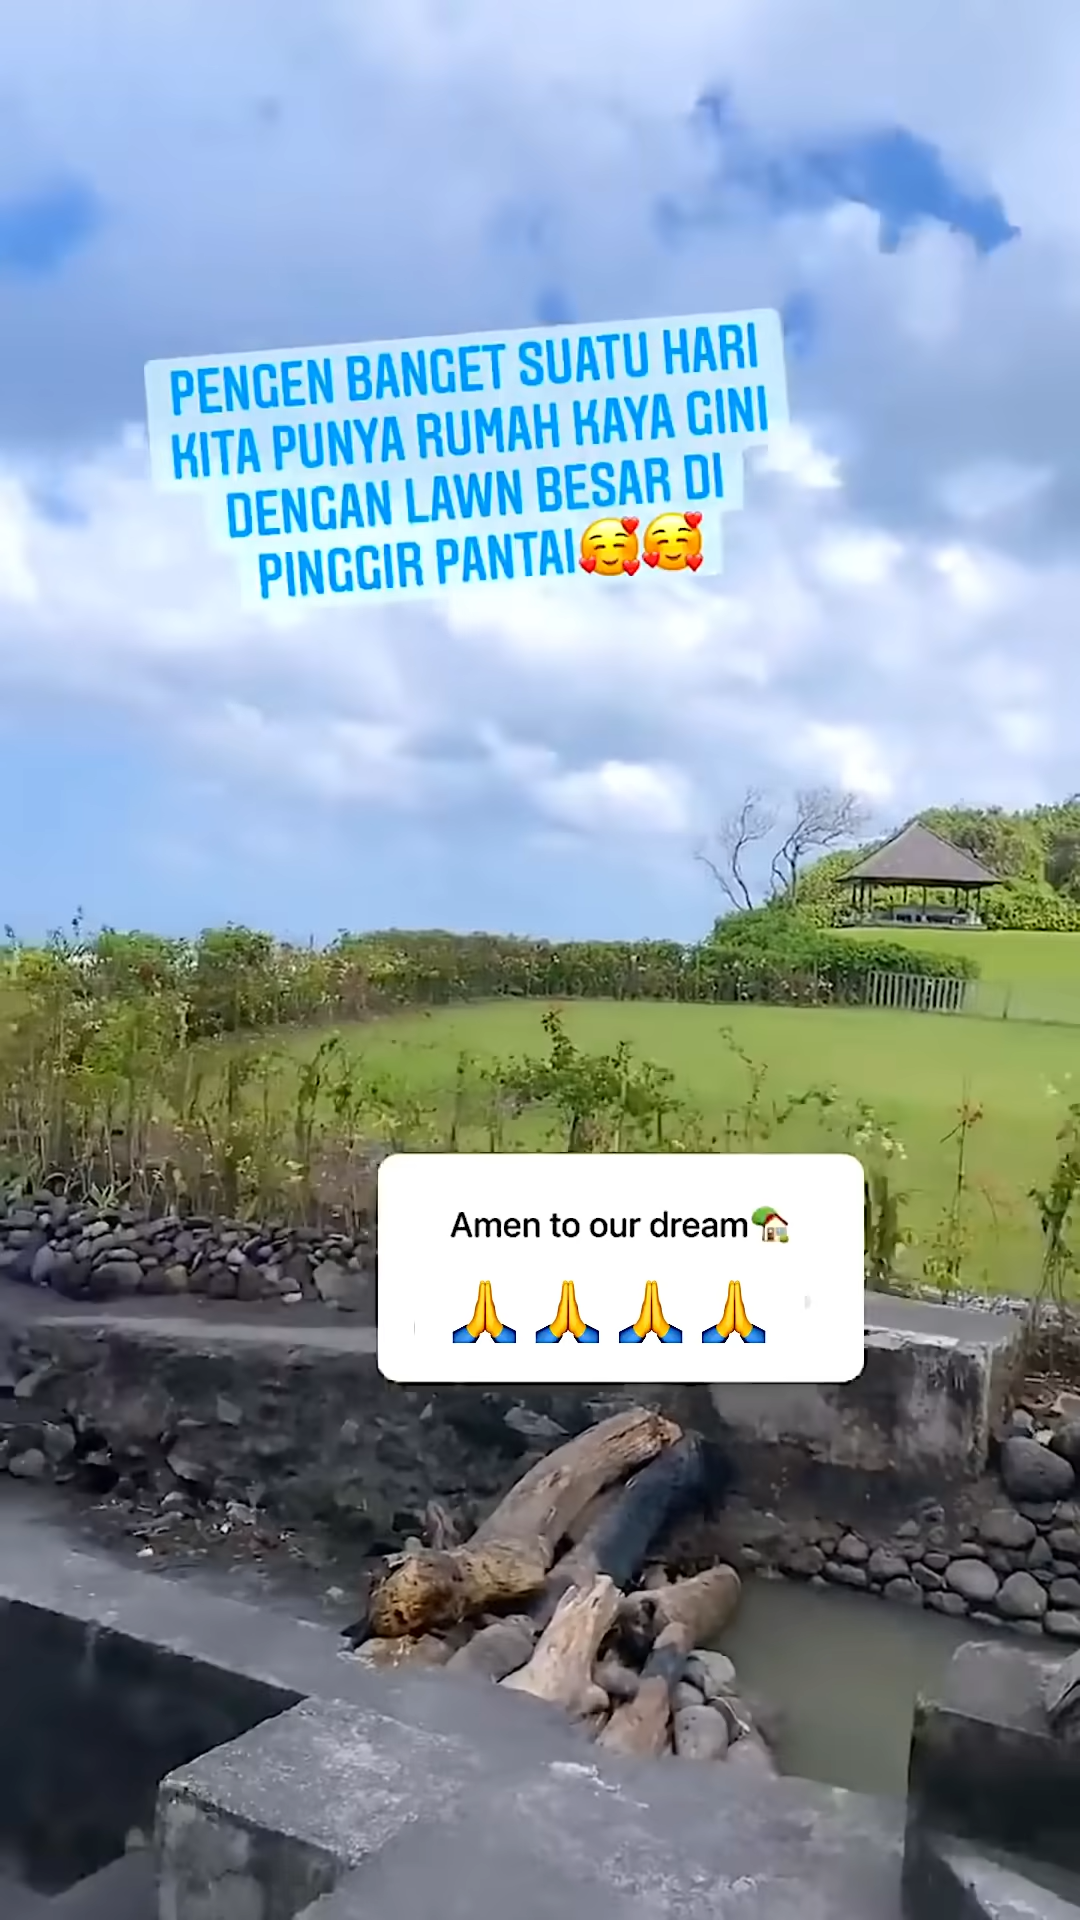 PENGEN BANGET SUATU HARI
KITA PUNYA RUMAH KAYA GINI
DENGAN LAWN BESAR DI
PINGGIR PANTAI🥰🥰
Amen to our dream🏡
🙏 🙏 🙏 🙏